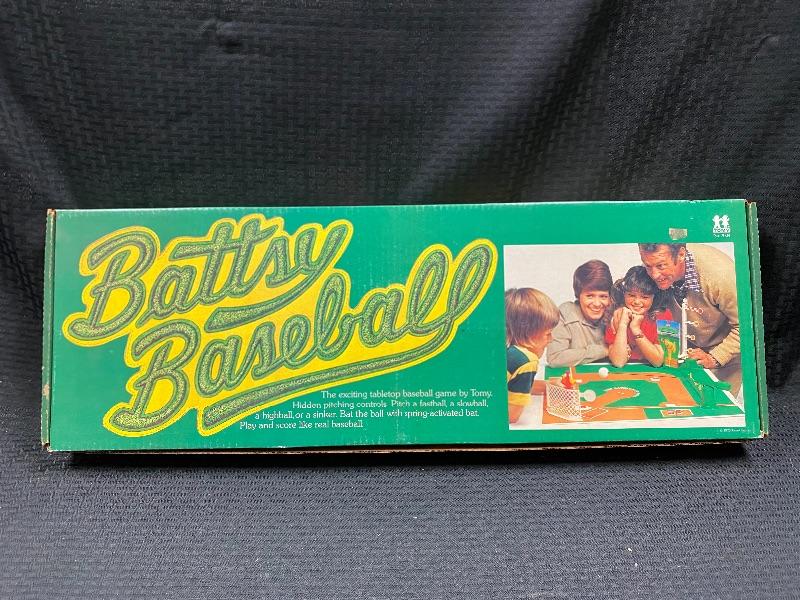 Battsy
Baseball
The exciting tabletop baseball game by Tomy.
Hidden pitching controls. Pitch a fastball, a slowball,
a highball, or a sinker. Bat the ball with spring-activated bat.
Play and score like real baseball.